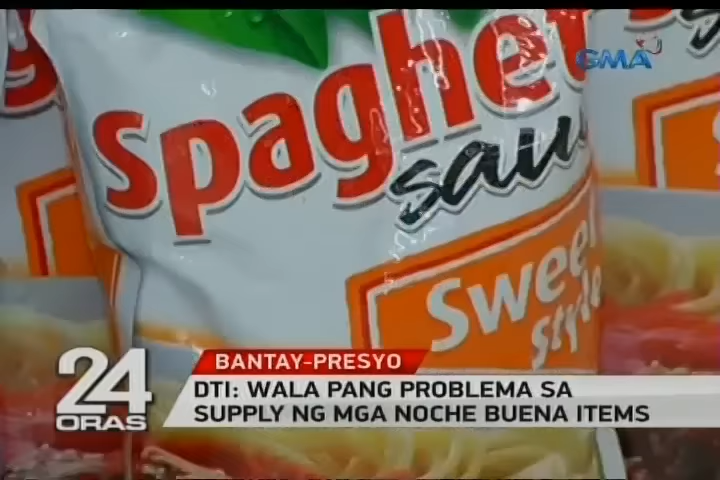 Spaghet
sau
Sweet
Style
GMA
24
ORAS
BANTAY-PRESYO
DTI: WALA PANG PROBLEMA SA
SUPPLY NG MGA NOCHE BUENA ITEMS